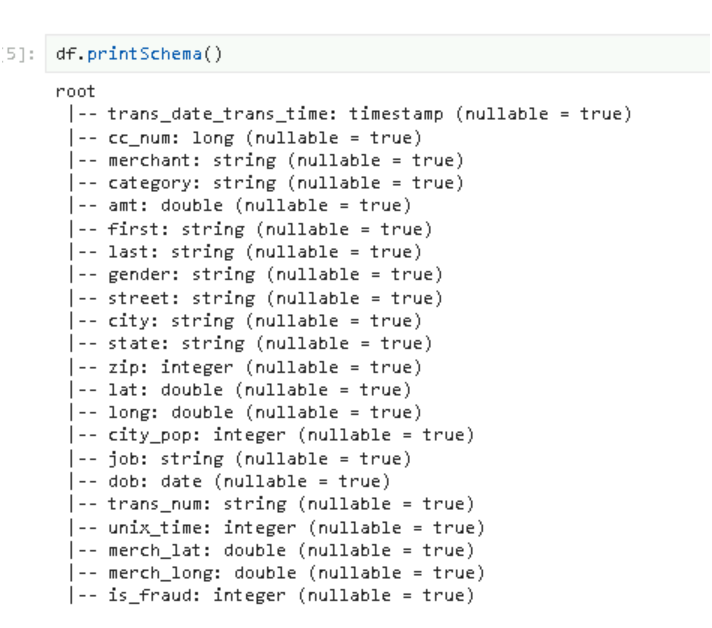 [5]: df.printSchema()
root
|-- trans_date_trans_time: timestamp (nullable = true)
|-- cc_num: long (nullable = true)
|-- merchant: string (nullable = true)
|-- category: string (nullable = true)
|-- amt: double (nullable = true)
|-- first: string (nullable = true)
|-- last: string (nullable = true)
|-- gender: string (nullable = true)
|-- street: string (nullable = true)
|-- city: string (nullable = true)
|-- state: string (nullable = true)
|-- zip: integer (nullable = true)
|-- lat: double (nullable = true)
|-- long: double (nullable = true)
|-- city_pop: integer (nullable = true)
|-- job: string (nullable = true)
|-- dob: date (nullable = true)
|-- trans_num: string (nullable = true)
|-- unix_time: integer (nullable = true)
|-- merch_lat: double (nullable = true)
|-- merch_long: double (nullable = true)
|-- is_fraud: integer (nullable = true)